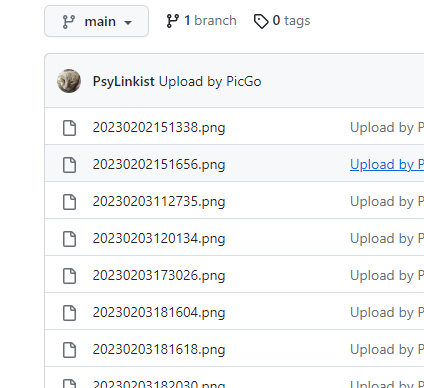 main 1 branch 0 tags
PsyLinkist Upload by PicGo
20230202151338.png Upload by P
20230202151656.png Upload by P
20230203112735.png Upload by P
20230203120134.png Upload by P
20230203173026.png Upload by P
20230203181604.png Upload by P
20230203181618.png Upload by P
20230203182030.png Upload by P